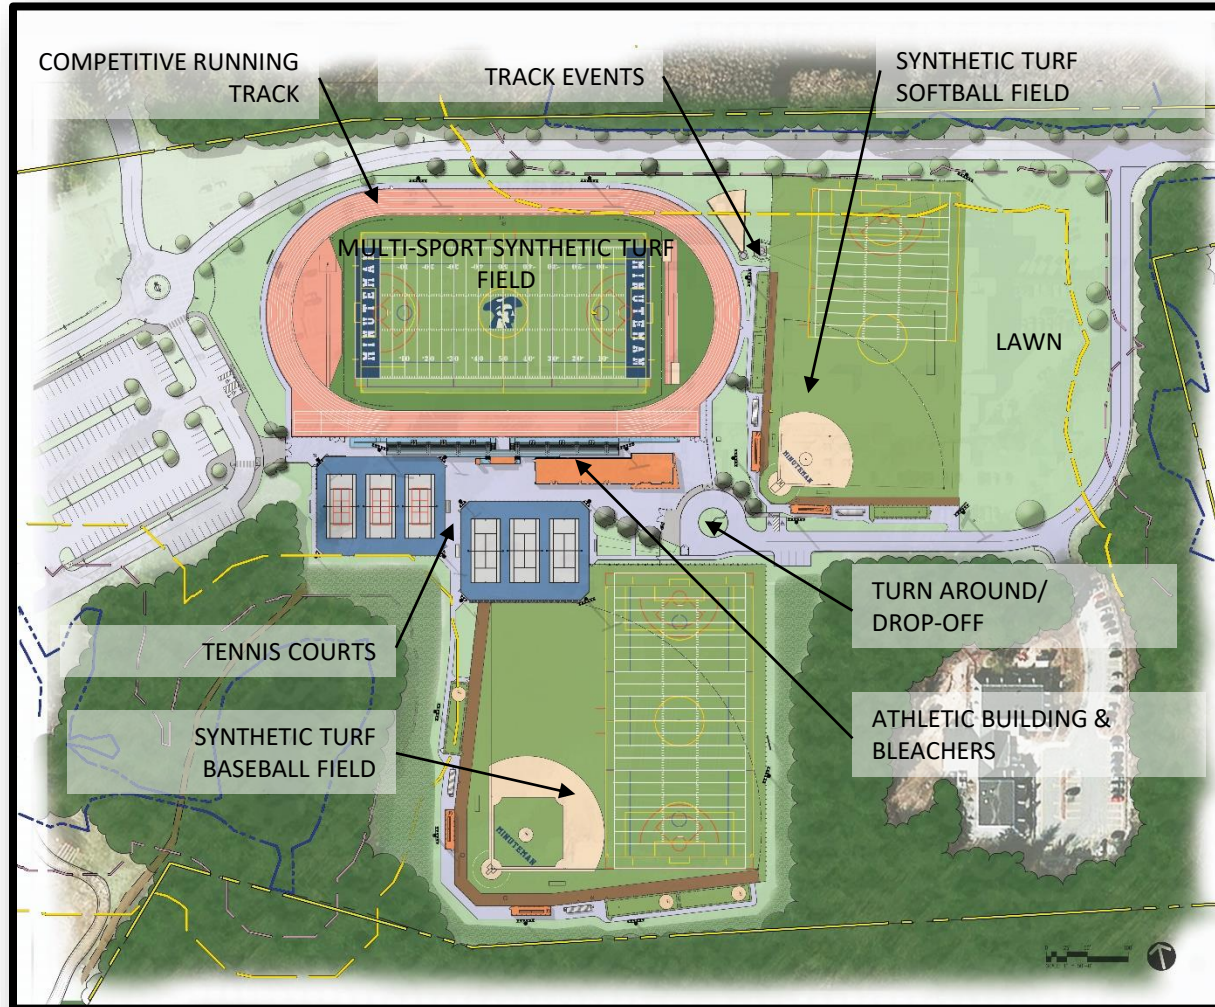 COMPETITIVE RUNNING
TRACK
TRACK EVENTS
SYNTHETIC TURF
SOFTBALL FIELD
MULTI-SPORT SYNTHETIC TURF
FIELD
MINUTEMAN
MINUTEMAN
LAWN
MINUTEMAN
TURN AROUND/
DROP-OFF
TENNIS COURTS
ATHLETIC BUILDING &
BLEACHERS
SYNTHETIC TURF
BASEBALL FIELD
MINUTEMAN